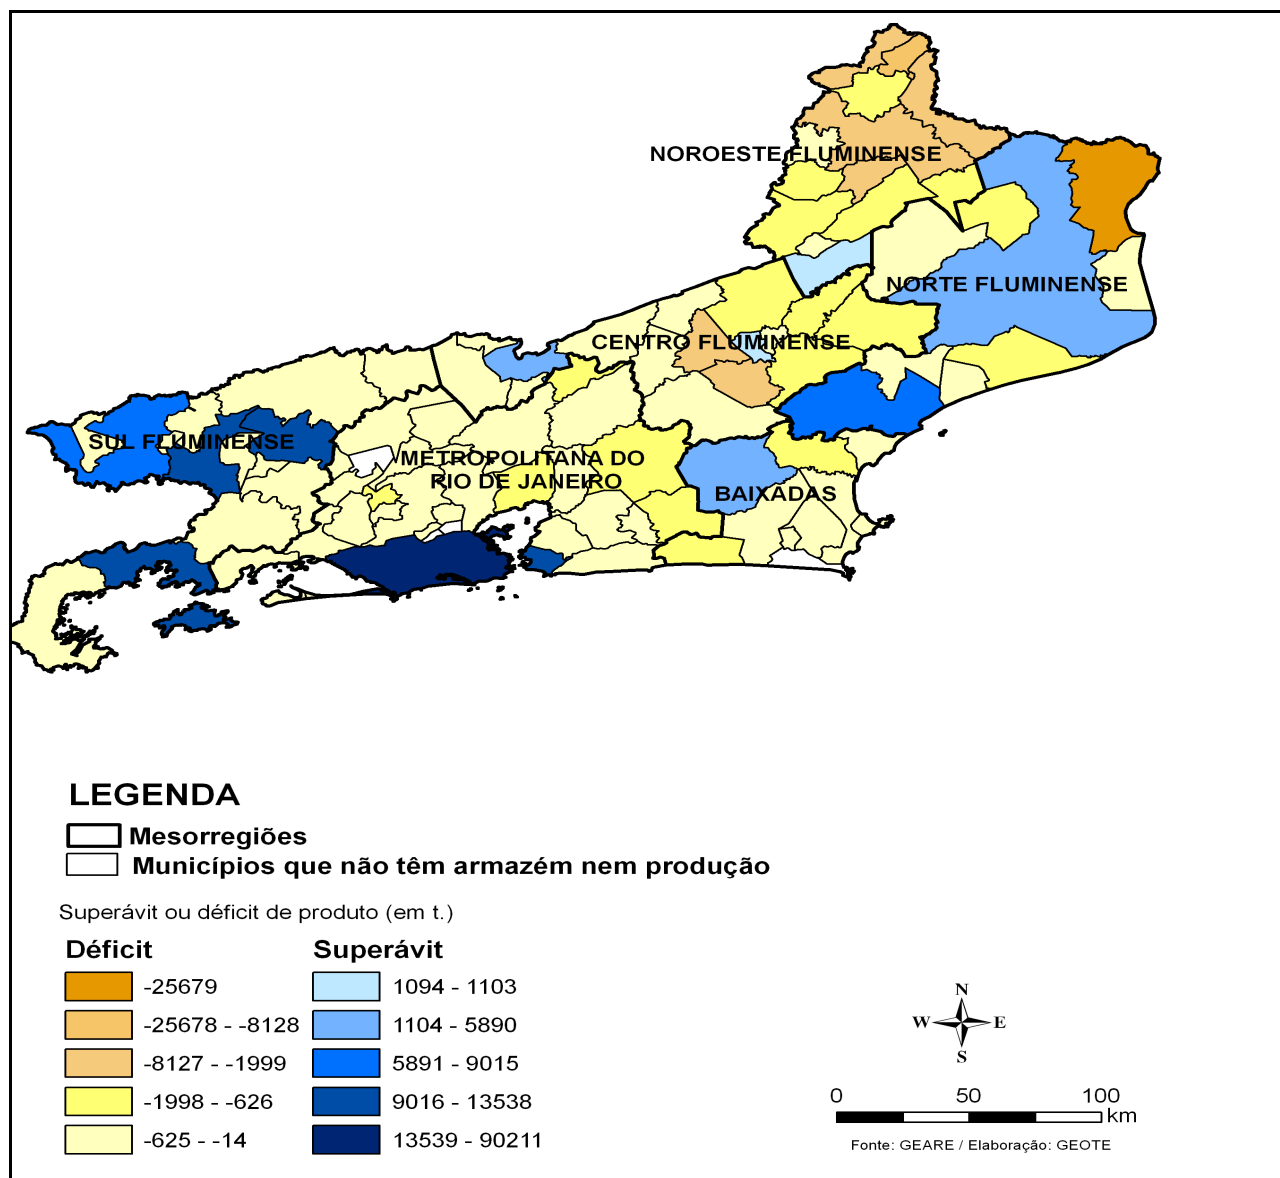 NOROESTE FLUMINENSE
NORTE FLUMINENSE
CENTRO FLUMINENSE
SUL FLUMINENSE
METROPOLITANA DO
RIO DE JANEIRO
BAIXADAS
LEGENDA
Mesorregiões
Municípios que não têm armazém nem produção
Superávit ou déficit de produto (em t.)
Déficit
-25679
-25678 - -8128
-8127 - -1999
-1998 - -626
-625 - -14
Superávit
1094 - 1103
1104 - 5890
5891 - 9015
9016 - 13538
13539 - 90211
N
W E
S
0 50 100
km
Fonte: GEARE / Elaboração: GEOTE